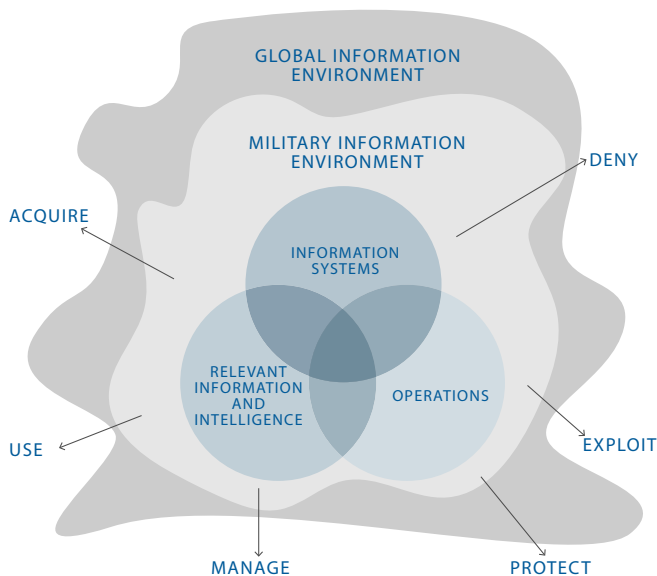 GLOBAL INFORMATION
ENVIRONMENT
MILITARY INFORMATION
ENVIRONMENT
DENY
ACQUIRE
INFORMATION
SYSTEMS
RELEVANT
INFORMATION
AND
INTELLIGENCE
OPERATIONS
USE
EXPLOIT
MANAGE
PROTECT